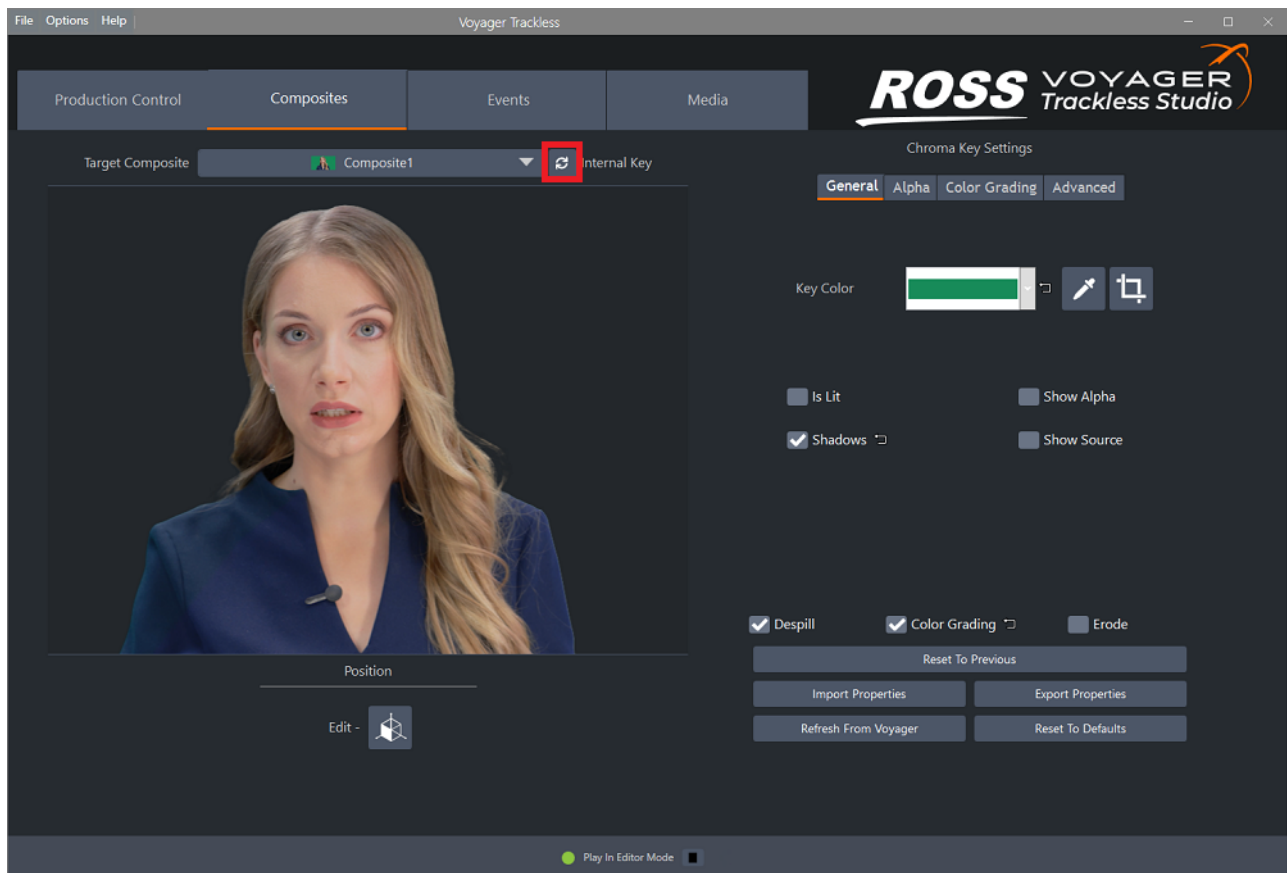 File Options Help
Voyager Trackless
Production Control
Composites
Events
Media
ROSS VOYAGER
Trackless Studio
Target Composite
Composite1
Internal Key
Chroma Key Settings
General Alpha Color Grading Advanced
Key Color
Is Lit
Show Alpha
Shadows
Show Source
Despill
Color Grading
Erode
Reset To Previous
Import Properties
Export Properties
Refresh From Voyager
Reset To Defaults
Position
Edit -
Play In Editor Mode